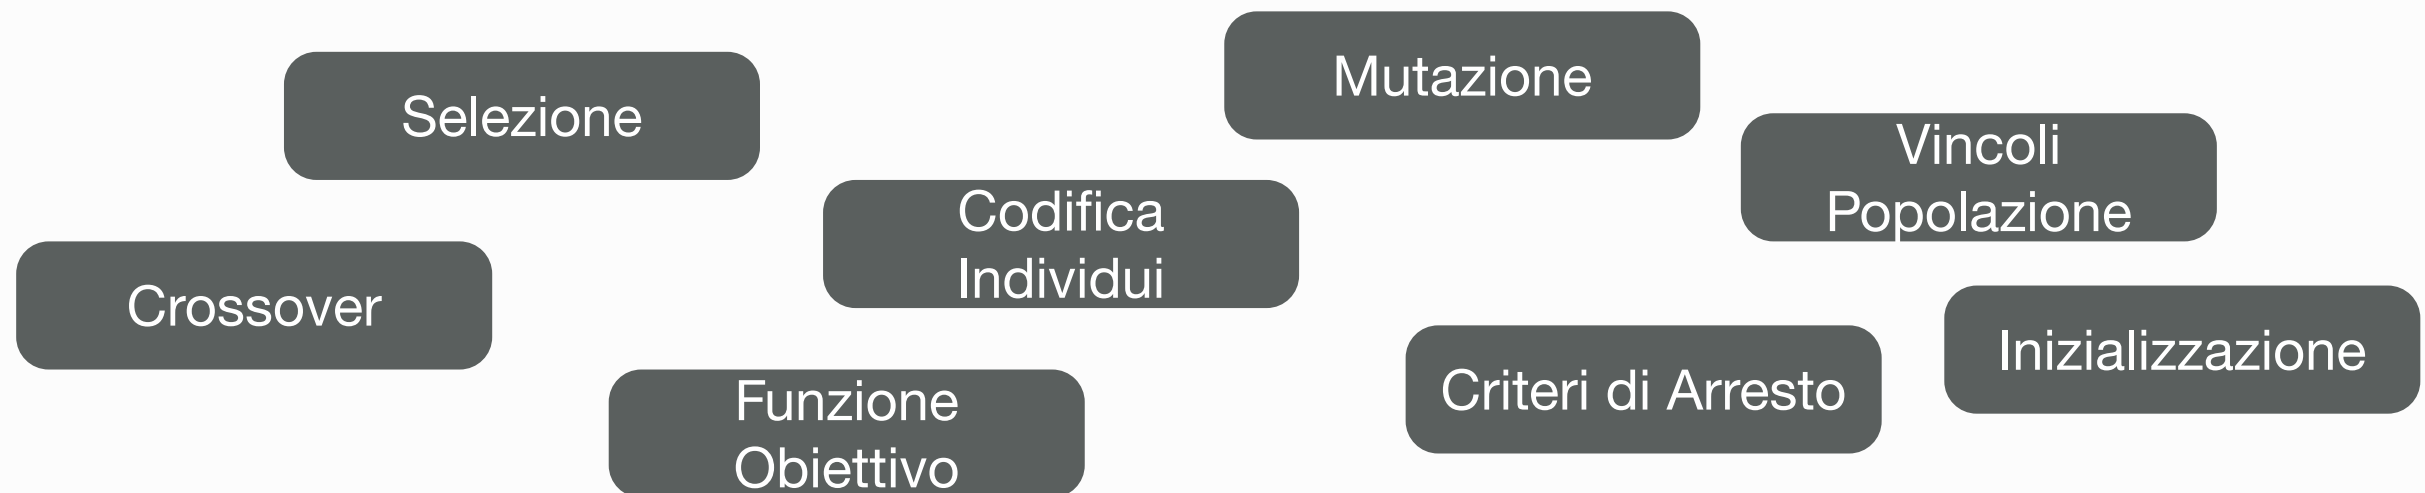 Mutazione
Selezione
Vincoli
Popolazione
Codifica
Individui
Crossover
Inizializzazione
Criteri di Arresto
Funzione
Obiettivo